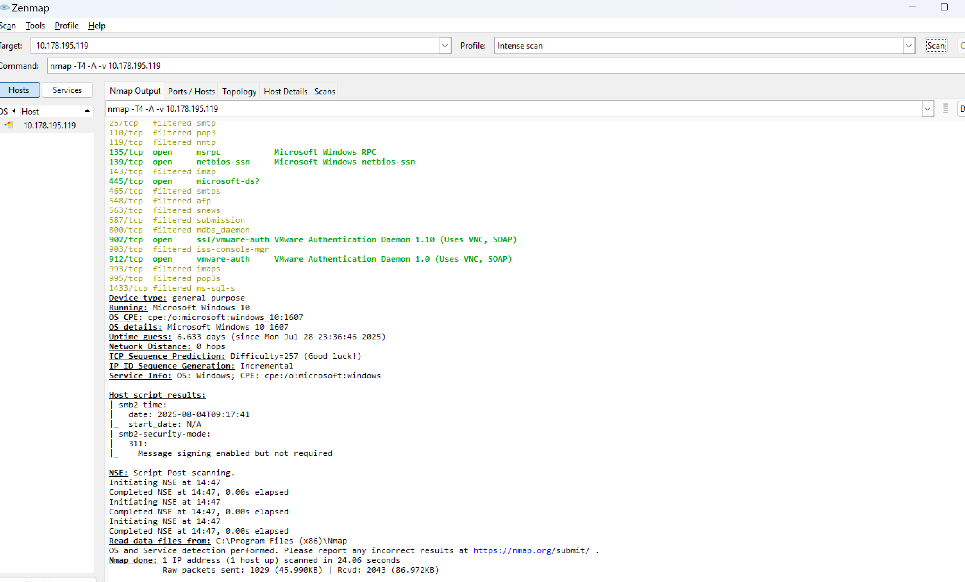 Zenmap
Scan Tools Profile Help
Target: 10.178.195.119 Profile: Intense scan Scan
Command: nmap -T4 -A -v 10.178.195.119
Hosts Services Nmap Output Ports / Hosts Topology Host Details Scans
OS Host nmap -T4 -A -v 10.178.195.119
10.178.195.119
25/tcp filtered smtp
110/tcp filtered pop3
119/tcp filtered nntp
135/tcp open msrpc Microsoft Windows RPC
139/tcp open netbios-ssn Microsoft Windows netbios-ssn
143/tcp filtered imap
445/tcp open microsoft-ds?
465/tcp filtered smtps
548/tcp filtered afp
563/tcp filtered snews
587/tcp filtered submission
800/tcp filtered mdbs_daemon
902/tcp open ssl/vmware-auth VMware Authentication Daemon 1.10 (Uses VNC, SOAP)
903/tcp filtered iss-console-mgr
912/tcp open vmware-auth VMware Authentication Daemon 1.0 (Uses VNC, SOAP)
993/tcp filtered imaps
995/tcp filtered pop3s
1433/tcp filtered ms-sql-s
Device type: general purpose
Running: Microsoft Windows 10
OS CPE: cpe:/o:microsoft:windows_10:1607
OS details: Microsoft Windows 10 1607
Uptime guess: 6.633 days (since Mon Jul 28 23:36:46 2025)
Network Distance: 0 hops
TCP Sequence Prediction: Difficulty=257 (Good luck!)
IP ID Sequence Generation: Incremental
Service Info: OS: Windows; CPE: cpe:/o:microsoft:windows
Host script results:
| smb2-time:
|   date: 2025-08-04T09:17:41
|_  start_date: N/A
| smb2-security-mode:
|   311:
|_    Message signing enabled but not required
NSE: Script Post-scanning.
Initiating NSE at 14:47
Completed NSE at 14:47, 0.00s elapsed
Initiating NSE at 14:47
Completed NSE at 14:47, 0.00s elapsed
Initiating NSE at 14:47
Completed NSE at 14:47, 0.00s elapsed
Read data files from: C:\Program Files (x86)\Nmap
OS and Service detection performed. Please report any incorrect results at https://nmap.org/submit/ .
Nmap done: 1 IP address (1 host up) scanned in 24.06 seconds
Raw packets sent: 1029 (45.990KB) | Rcvd: 2043 (86.972KB)